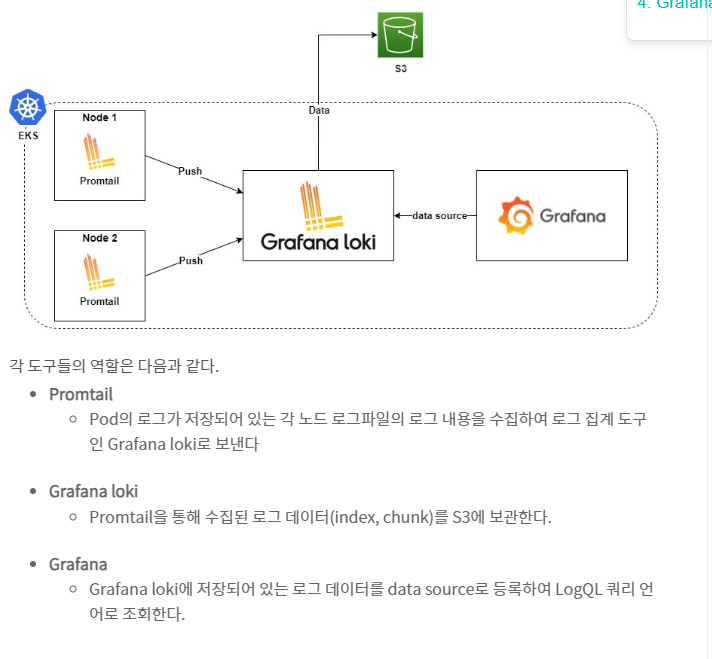 4. Grafana
S3
Data
EKS
Node 1
Promtail
Push
Grafana loki
data source
Grafana
Node 2
Promtail
Push
각 도구들의 역할은 다음과 같다.
Promtail
Pod의 로그가 저장되어 있는 각 노드 로그파일의 로그 내용을 수집하여 로그 집계 도구
인 Grafana loki로 보낸다
Grafana loki
Promtail을 통해 수집된 로그 데이터(index, chunk)를 S3에 보관한다.
Grafana
Grafana loki에 저장되어 있는 로그 데이터를 data source로 등록하여 LogQL 쿼리 언
어로 조회한다.